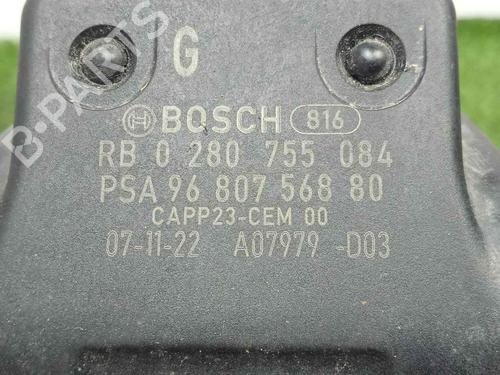 G
BOSCH 816
RB 0 280 755 084
PSA 96 807 568 80
CAPP23-CEM 00
07-11-22 A07979 -D03
B-PARTS